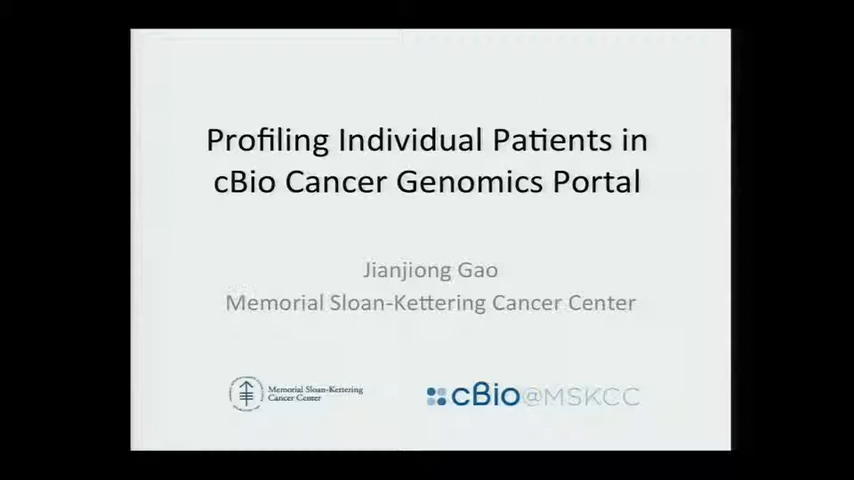 Profiling Individual Patients in
cBio Cancer Genomics Portal
Jianjiong Gao
Memorial Sloan-Kettering Cancer Center
Memorial Sloan-Kettering
Cancer Center
cBio@MSKCC